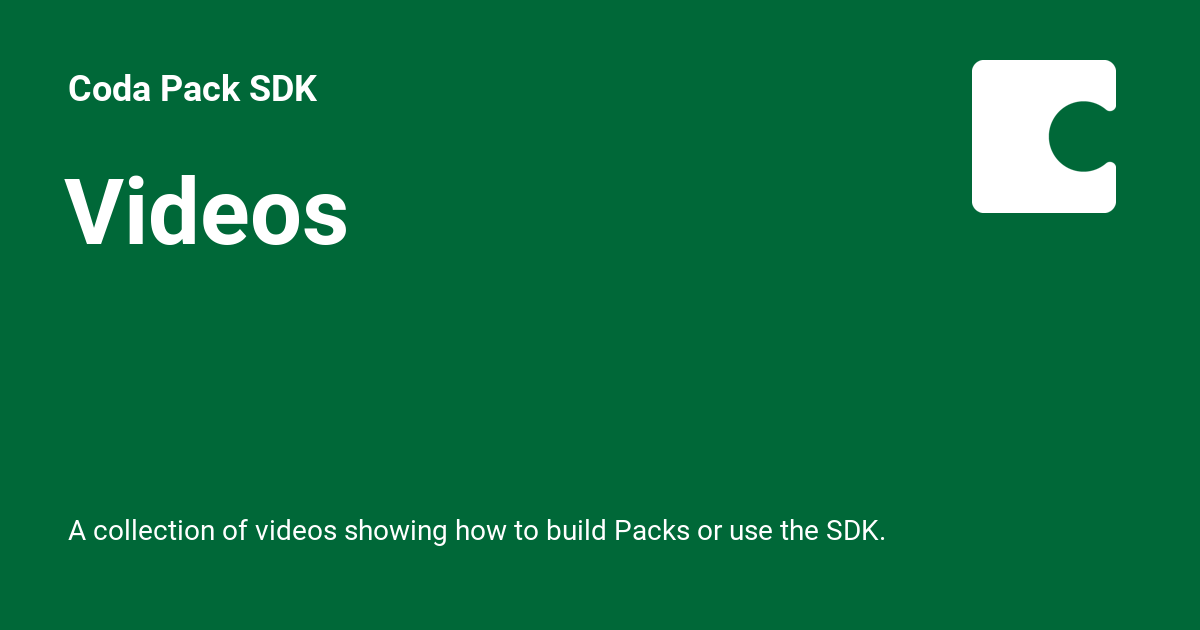 Coda Pack SDK
Videos
A collection of videos showing how to build Packs or use the SDK.